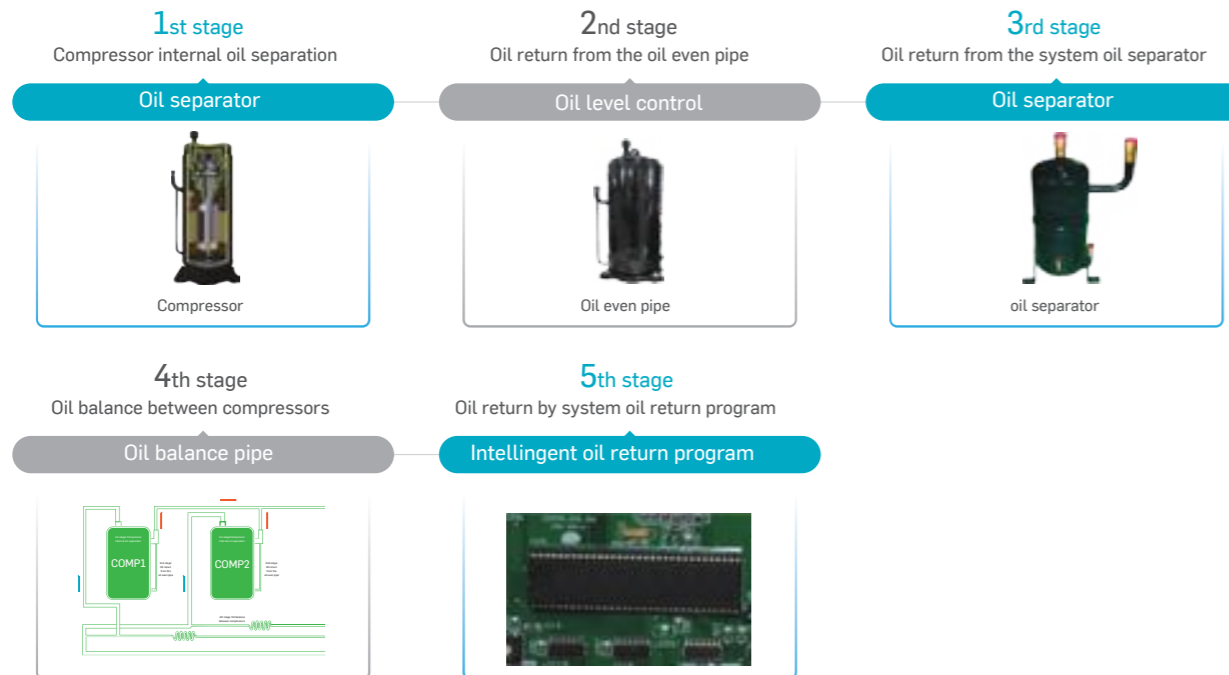 1st stage
Compressor internal oil separation
Oil separator
Compressor
2nd stage
Oil return from the oil even pipe
Oil level control
Oil even pipe
3rd stage
Oil return from the system oil separator
Oil separator
oil separator
4th stage
Oil balance between compressors
Oil balance pipe
COMP1
COMP2
5th stage
Oil return by system oil return program
Intellingent oil return program